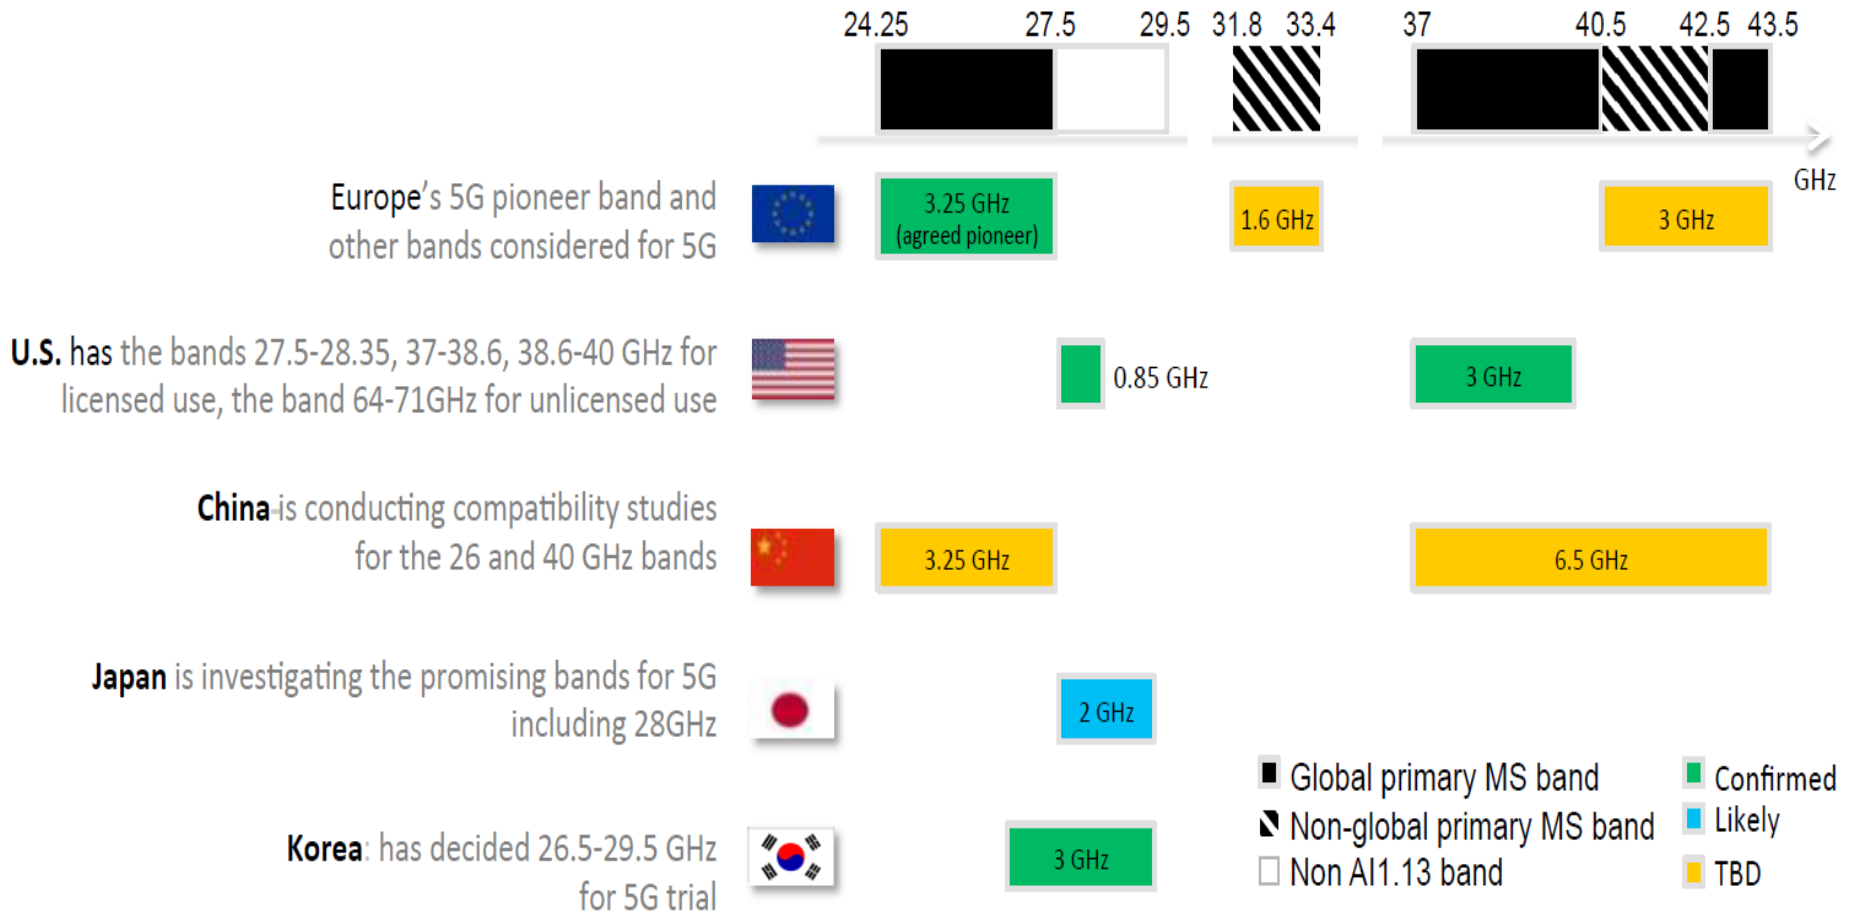 24.25 27.5 29.5 31.8 33.4 37 40.5 42.5 43.5
GHz
Europe's 5G pioneer band and
other bands considered for 5G
3.25 GHz
(agreed pioneer)
1.6 GHz
3 GHz
U.S. has the bands 27.5-28.35, 37-38.6, 38.6-40 GHz for
licensed use, the band 64-71GHz for unlicensed use
0.85 GHz
3 GHz
China-is conducting compatibility studies
for the 26 and 40 GHz bands
3.25 GHz
6.5 GHz
Japan is investigating the promising bands for 5G
including 28GHz
2 GHz
Korea: has decided 26.5-29.5 GHz
for 5G trial
3 GHz
Global primary MS band
Non-global primary MS band
Non AI1.13 band
Confirmed
Likely
TBD